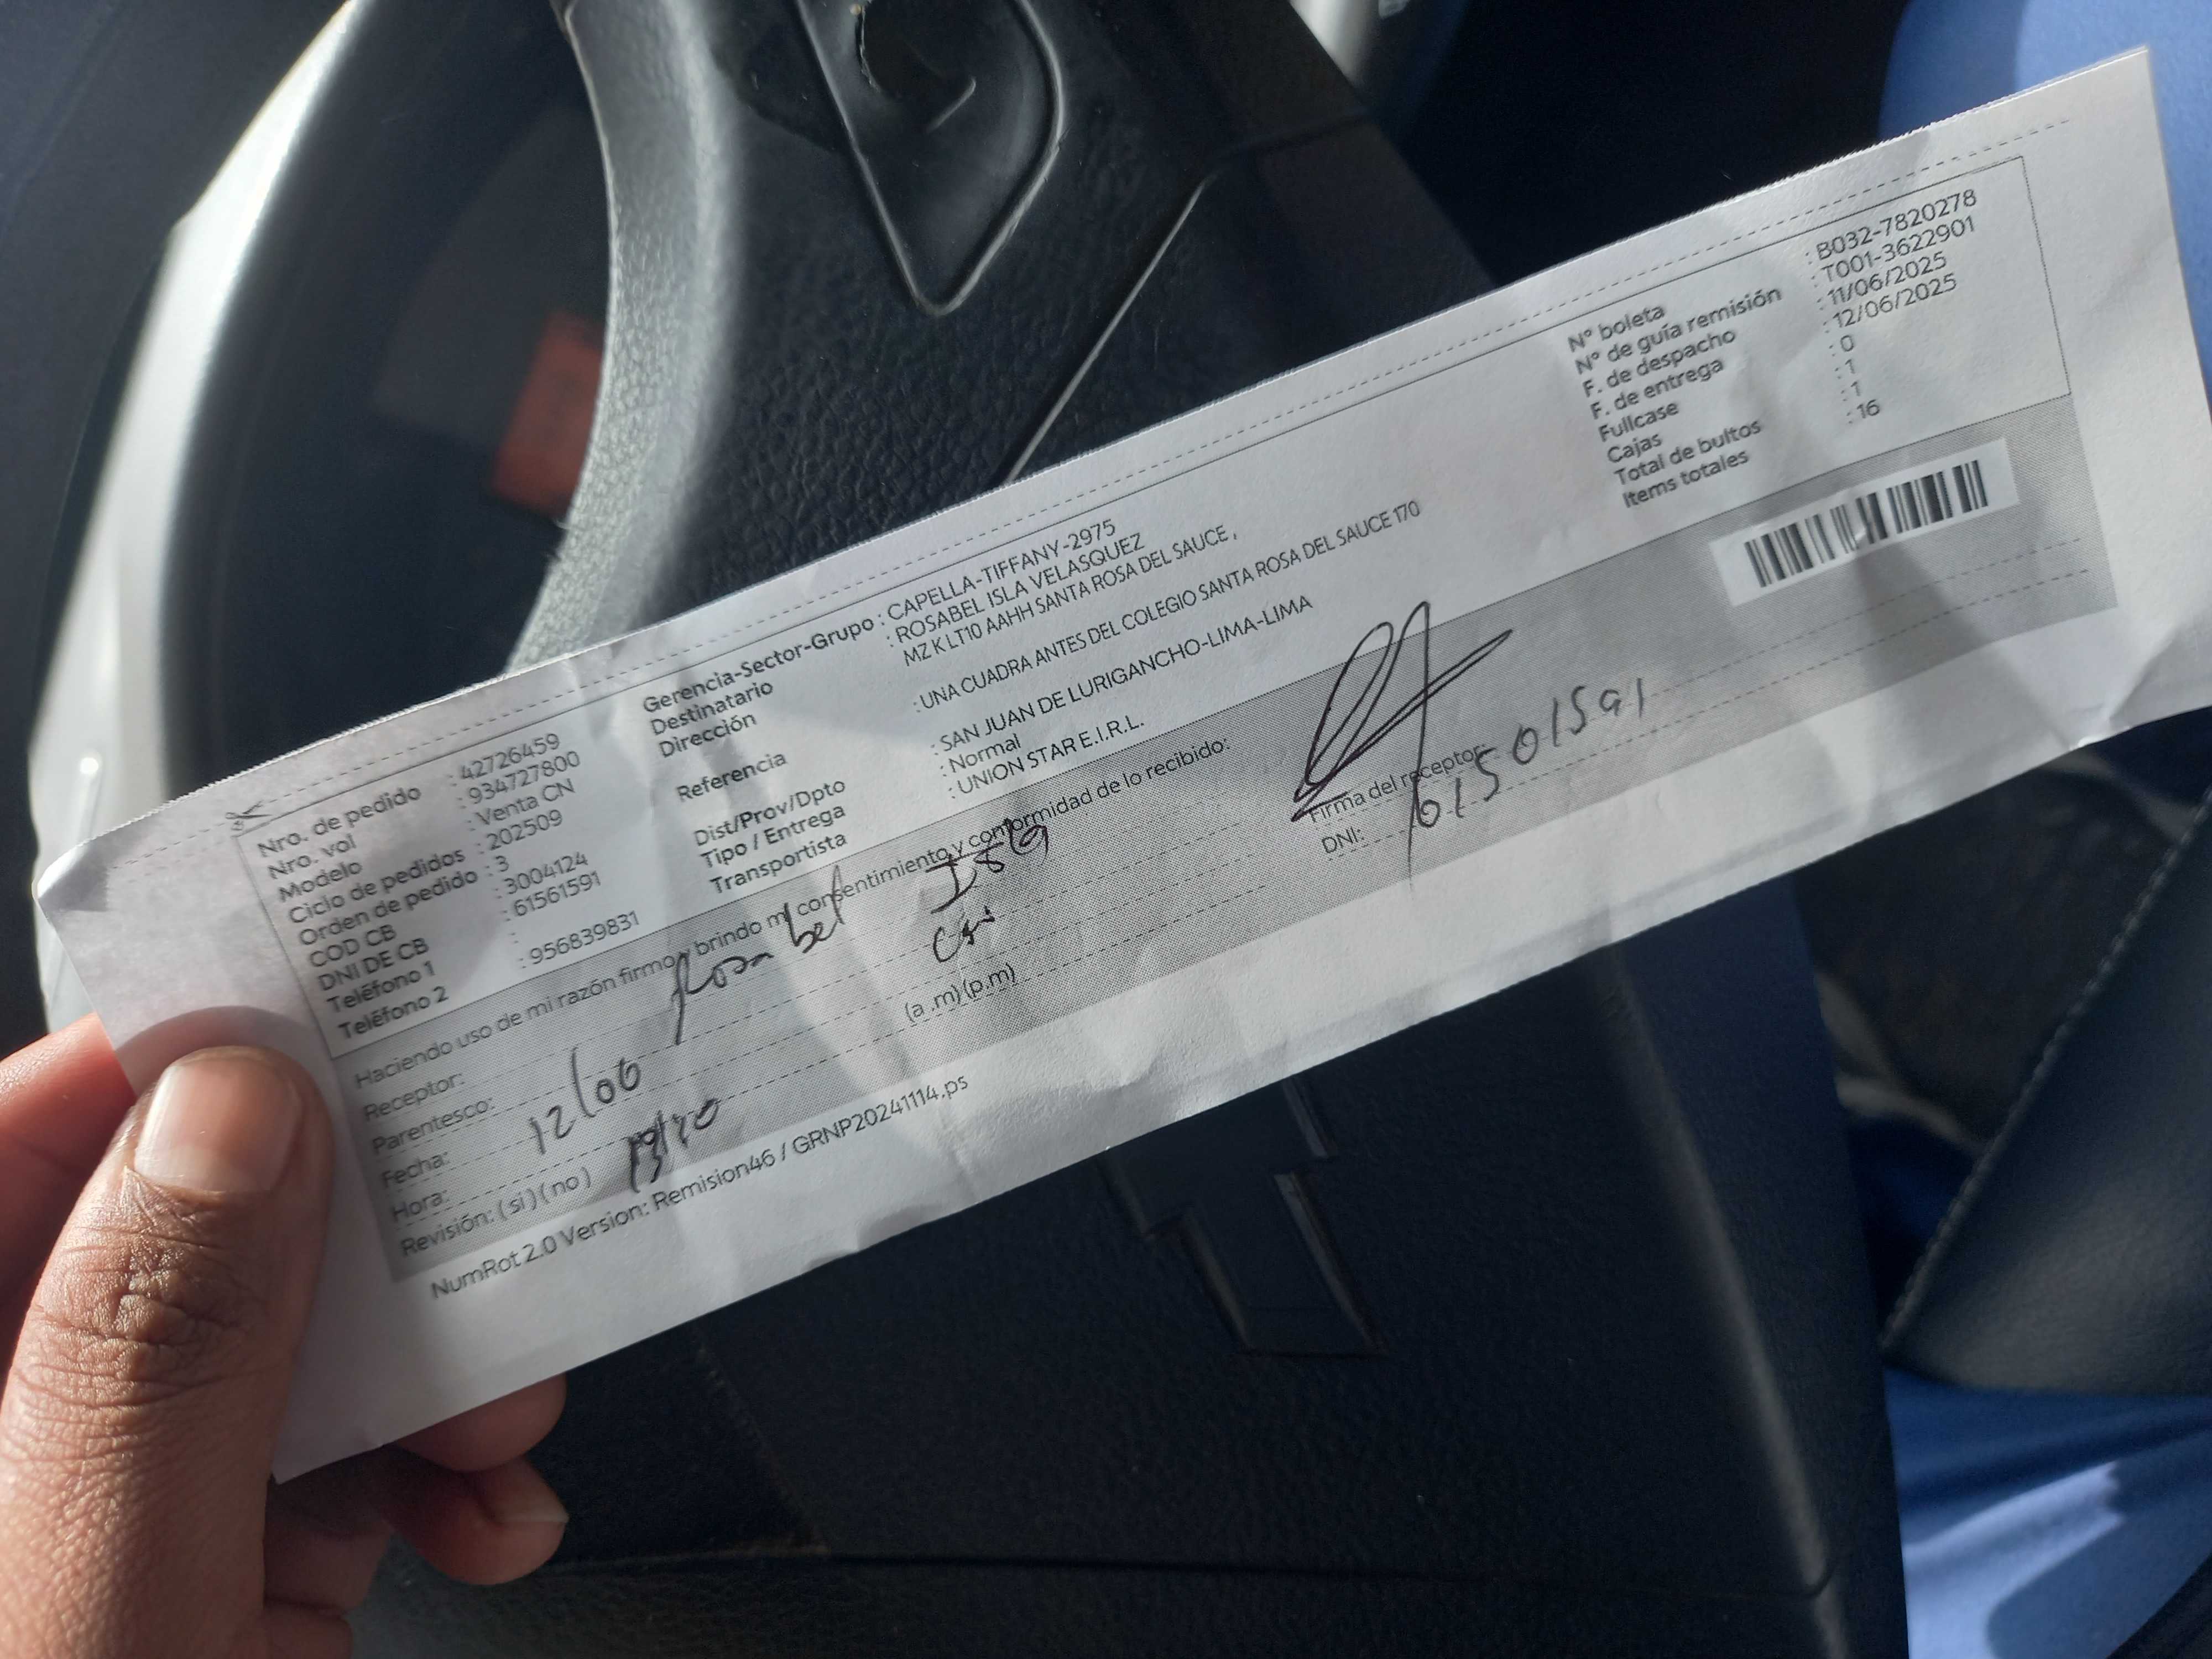 Nro. de pedido : 42726459
Nro. vol : 934727800
Modelo : Venta CN
Ciclo de pedidos : 202509
Orden de pedido : 3
COD CB : 3004124
DNI DE CB : 61561591
Teléfono 1 :
Teléfono 2 : 956839831
Gerencia-Sector-Grupo : CAPELLA-TIFFANY-2975
Destinatario : ROSABEL ISLA VELASQUEZ
Dirección MZ K LT10 AAHH SANTA ROSA DEL SAUCE ,
Referencia : UNA CUADRA ANTES DEL COLEGIO SANTA ROSA DEL SAUCE 170
Dist/Prov/Dpto : SAN JUAN DE LURIGANCHO-LIMA-LIMA
Tipo / Entrega : Normal
Transportista : UNION STAR E.I.R.L.
N° boleta : B032-7820278
N° de guía remisión : T001-3622901
F. de despacho : 11/06/2025
F. de entrega : 12/06/2025
Fullcase : 0
Cajas : 1
Total de bultos : 1
Items totales : 16
Haciendo uso de mi razón firmo y brindo mi consentimiento y conformidad de lo recibido:
Receptor: Rosabel Isla
Parentesco:
Fecha: 12/06
Hora: (a.m)(p.m)
Revisión: (si)(no)
Firma del receptor:
DNI:
NumRot 2.0 Version: Remision46 / GRNP20241114.ps